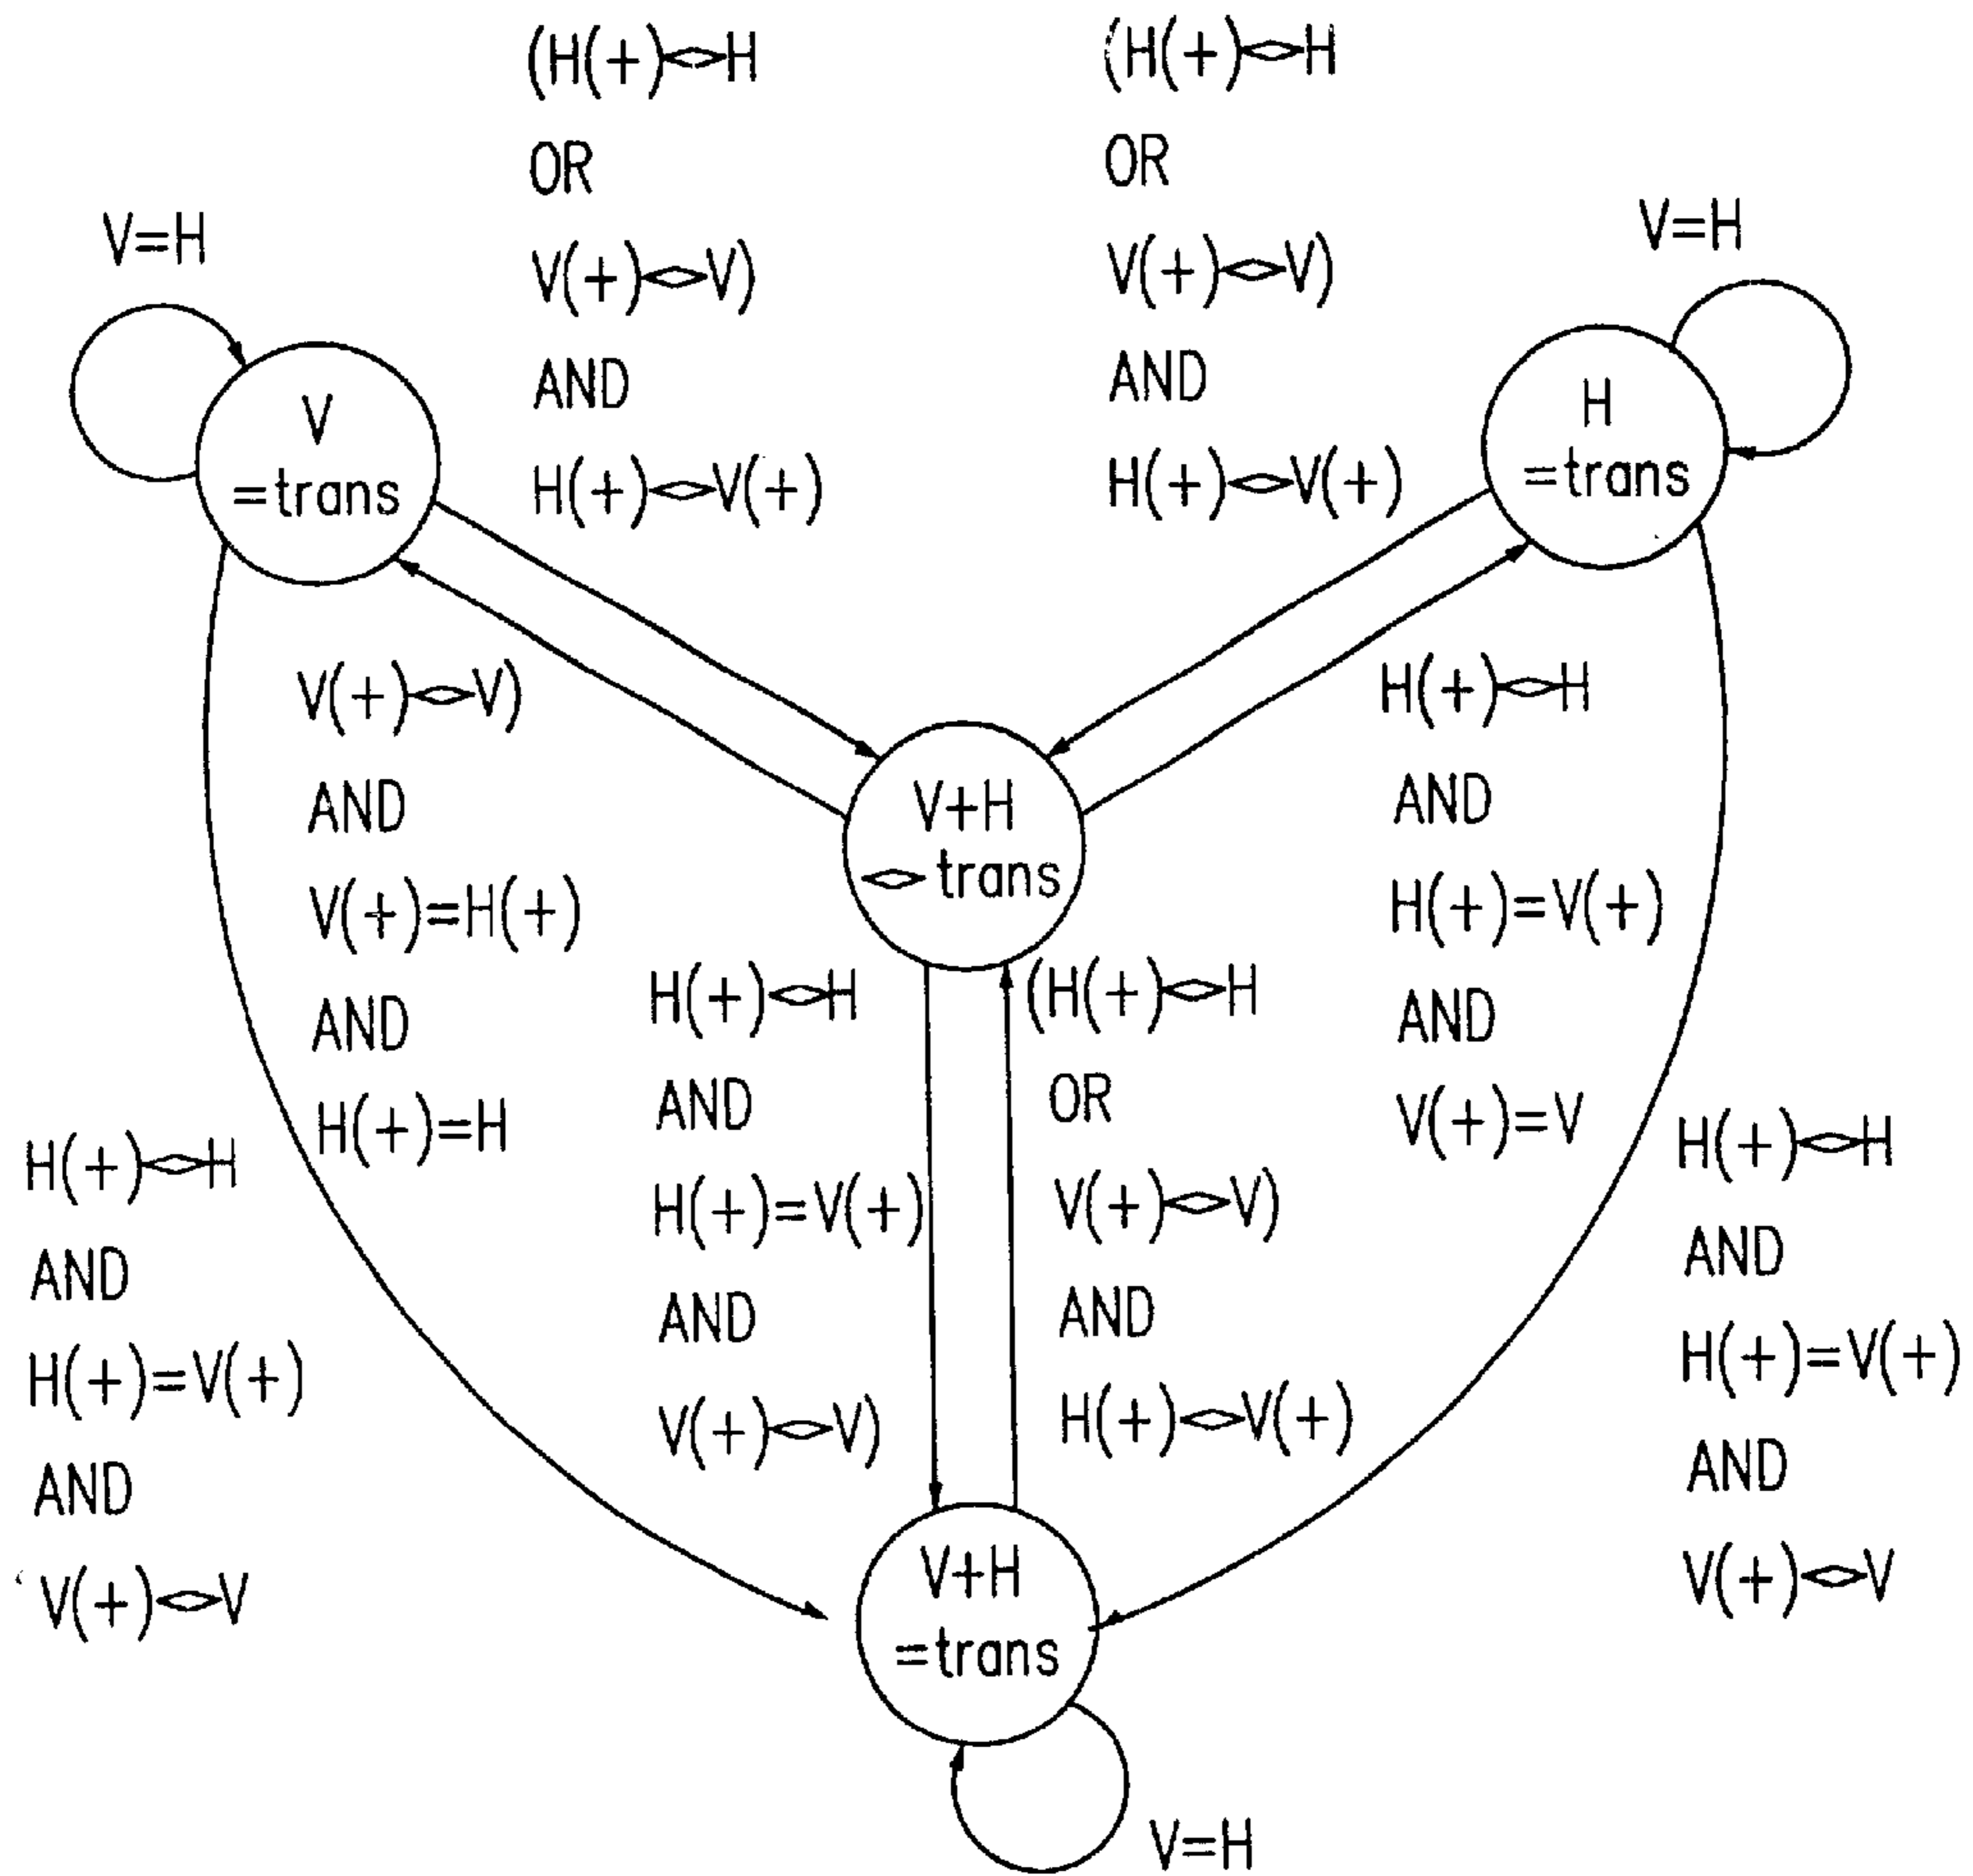 (H(+)<>H
OR
V(+)<>V)
AND
H(+)<>V(+)
(H(+)<>H
OR
V(+)<>V)
AND
H(+)<>V(+)
V=H
V=H
V
=trans
H
=trans
V(+)<>V)
AND
V(+)=H(+)
AND
H(+)=H
V+H
<>trans
H(+)<>H
AND
H(+)=V(+)
AND
V(+)=V
H(+)<>H
AND
H(+)=V(+)
AND
V(+)<>V)
(H(+)<>H
OR
V(+)<>V)
AND
H(+)<>V(+)
H(+)<>H
AND
H(+)=V(+)
AND
V(+)<>V
H(+)<>H
AND
H(+)=V(+)
AND
V(+)<>V
V+H
=trans
V=H